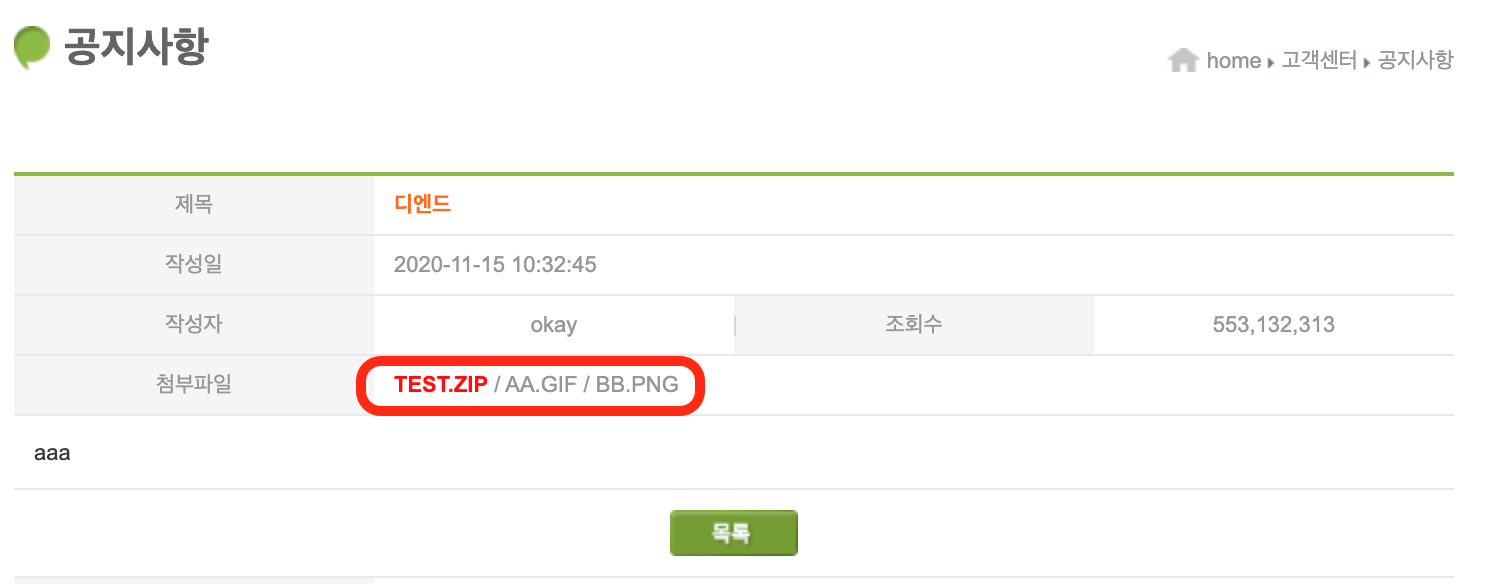 공지사항
home 고객센터 공지사항
제목 디엔드
작성일 2020-11-15 10:32:45
작성자 okay 조회수 553,132,313
첨부파일 TEST.ZIP / AA.GIF / BB.PNG
aaa
목록